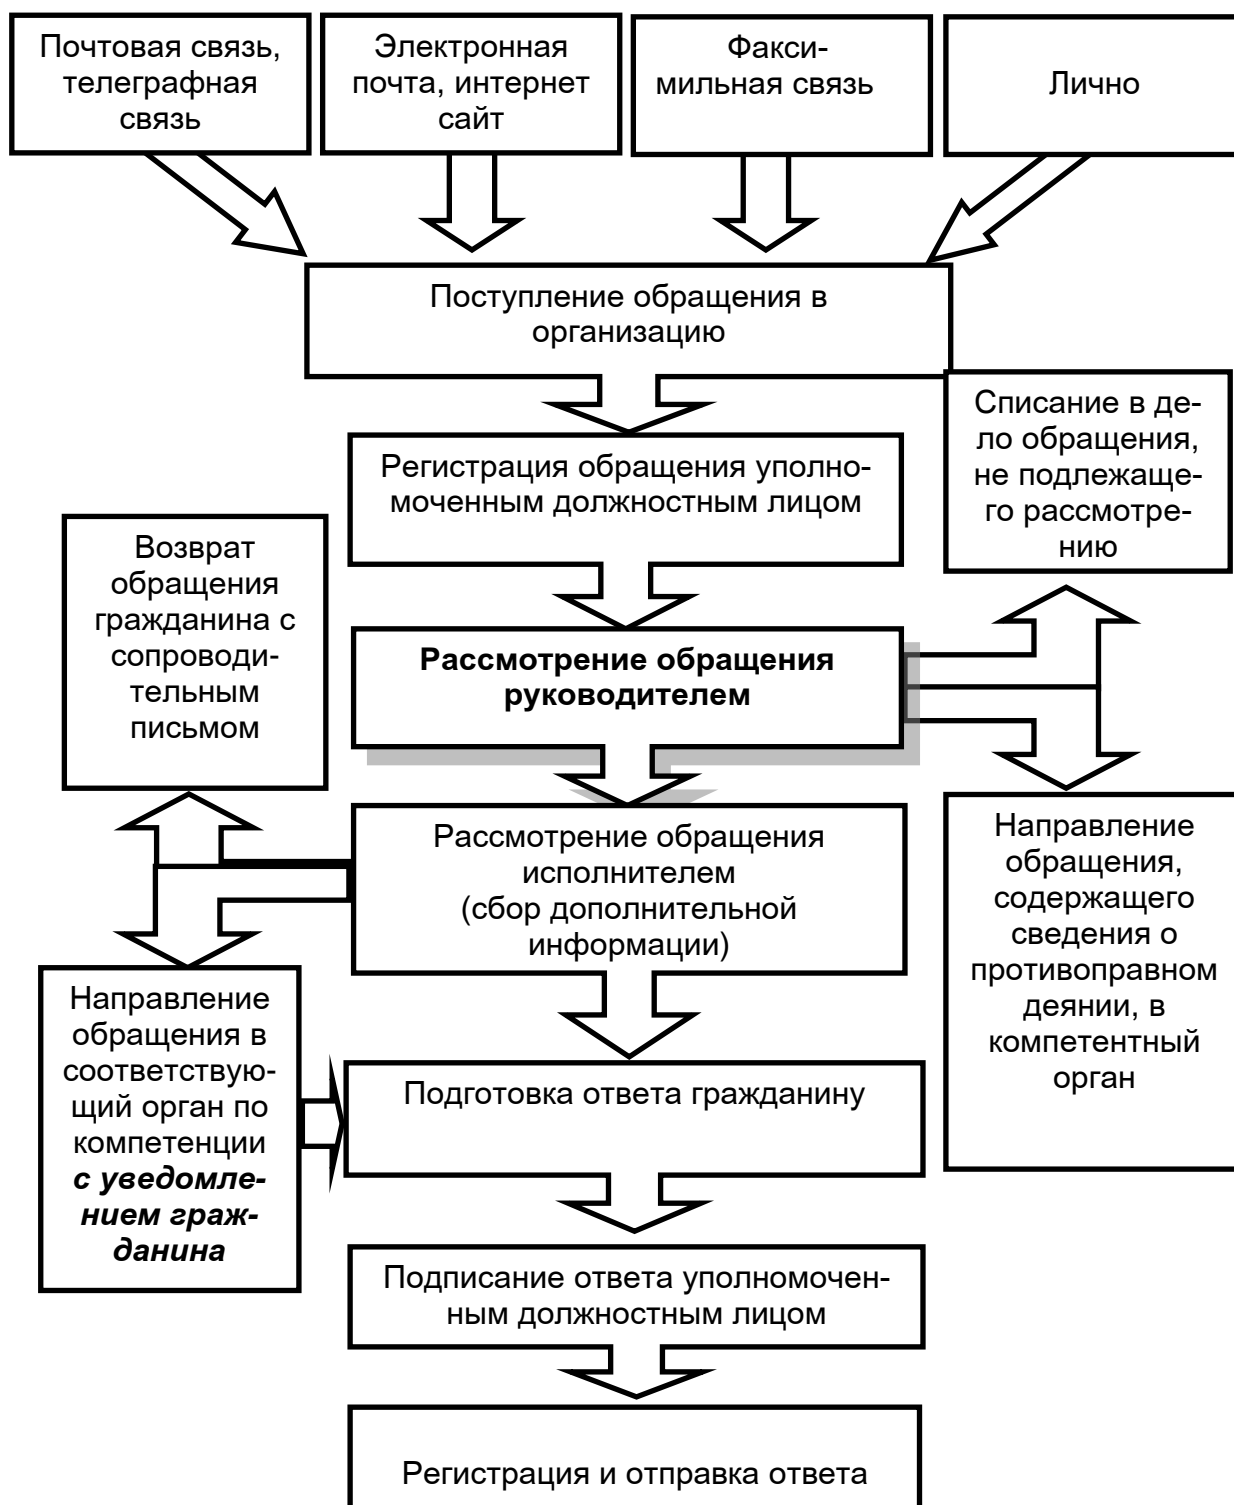 Почтовая связь,
телеграфная
связь
Электронная
почта, интернет
сайт
Факси-
мильная связь
Лично
Поступление обращения в
организацию
Списание в де-
ло обращения,
не подлежаще-
го рассмотре-
нию
Регистрация обращения уполно-
моченным должностным лицом
Возврат
обращения
гражданина с
сопроводи-
тельным
письмом
Рассмотрение обращения
руководителем
Рассмотрение обращения
исполнителем
(сбор дополнительной
информации)
Направление
обращения,
содержащего
сведения о
противоправном
деянии, в
компетентный
орган
Направление
обращения в
соответствую-
щий орган по
компетенции
с уведомле-
нием граж-
данина
Подготовка ответа гражданину
Подписание ответа уполномочен-
ным должностным лицом
Регистрация и отправка ответа